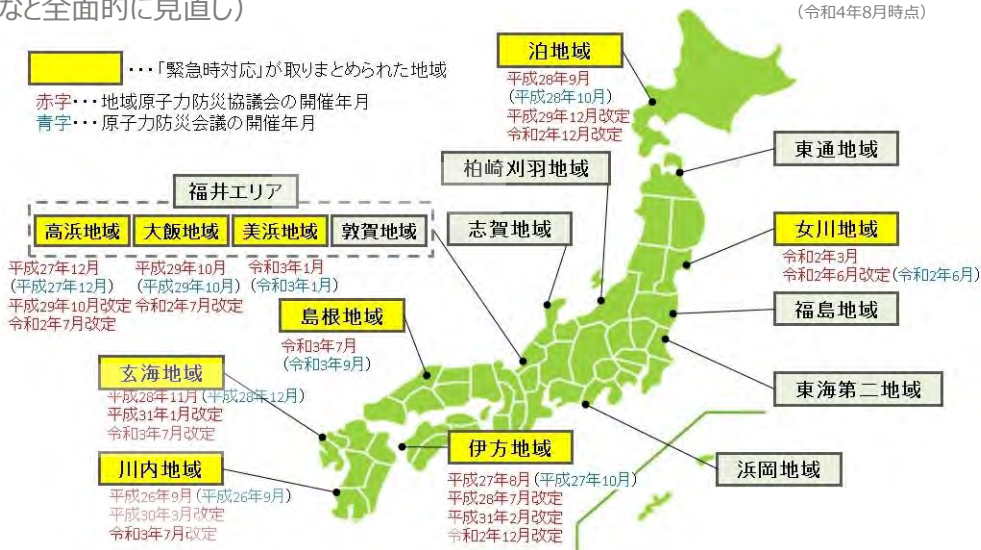 など全面的に見直し）
（令和4年8月時点）
・・・「緊急時対応」が取りまとめられた地域
赤字・・・地域原子力防災協議会の開催年月
青字・・・原子力防災会議の開催年月
泊地域
平成28年9月
（平成28年10月）
平成29年12月改定
令和2年12月改定
東通地域
柏崎刈羽地域
福井エリア
高浜地域 大飯地域 美浜地域 敦賀地域
志賀地域
平成27年12月
（平成27年12月）
平成29年10月改定
令和2年7月改定
平成29年10月
（平成29年10月）
令和2年7月改定
令和3年1月
（令和3年1月）
女川地域
令和2年3月
令和2年6月改定（令和2年6月）
福島地域
島根地域
令和3年7月
（令和3年9月）
東海第二地域
玄海地域
平成28年11月（平成28年12月）
平成31年1月改定
令和3年7月改定
伊方地域
平成27年8月（平成27年10月）
平成28年7月改定
平成31年2月改定
令和2年12月改定
浜岡地域
川内地域
平成26年9月（平成26年9月）
平成30年3月改定
令和3年7月改定